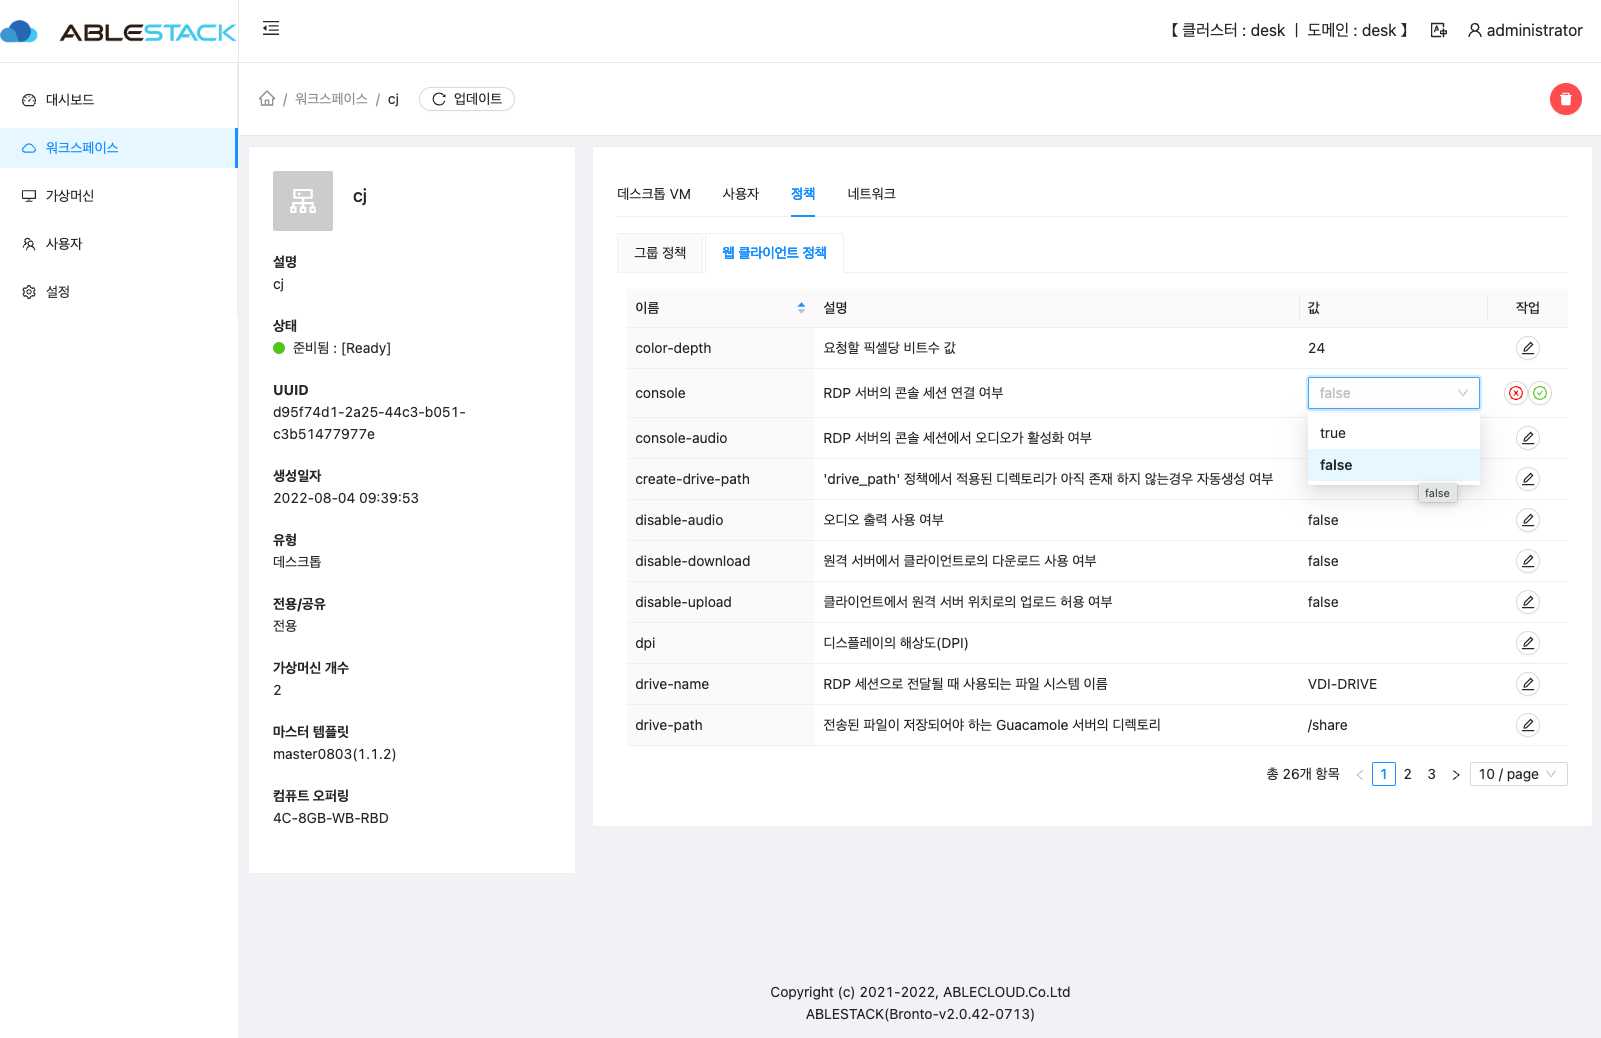 ABLESTACK
【 클러스터 : desk | 도메인 : desk 】 administrator
대시보드
워크스페이스
가상머신
사용자
설정
/ 워크스페이스 / cj 업데이트
cj
설명
cj
상태
준비됨 : [Ready]
UUID
d95f74d1-2a25-44c3-b051-
c3b51477977e
생성일자
2022-08-04 09:39:53
유형
데스크톱
전용/공유
전용
가상머신 개수
2
마스터 템플릿
master0803(1.1.2)
컴퓨트 오퍼링
4C-8GB-WB-RBD
데스크톱 VM 사용자 정책 네트워크
그룹 정책 웹 클라이언트 정책
이름 설명 값 작업
color-depth 요청할 픽셀당 비트수 값 24
console RDP 서버의 콘솔 세션 연결 여부 false
true
false
false
console-audio RDP 서버의 콘솔 세션에서 오디오가 활성화 여부
create-drive-path 'drive_path' 정책에서 적용된 디렉토리가 아직 존재 하지 않는경우 자동생성 여부
disable-audio 오디오 출력 사용 여부 false
disable-download 원격 서버에서 클라이언트로의 다운로드 사용 여부 false
disable-upload 클라이언트에서 원격 서버 위치로의 업로드 허용 여부 false
dpi 디스플레이의 해상도(DPI)
drive-name RDP 세션으로 전달될 때 사용되는 파일 시스템 이름 VDI-DRIVE
drive-path 전송된 파일이 저장되어야 하는 Guacamole 서버의 디렉토리 /share
총 26개 항목 < 1 2 3 > 10 / page
Copyright (c) 2021-2022, ABLECLOUD.Co.Ltd
ABLESTACK(Bronto-v2.0.42-0713)